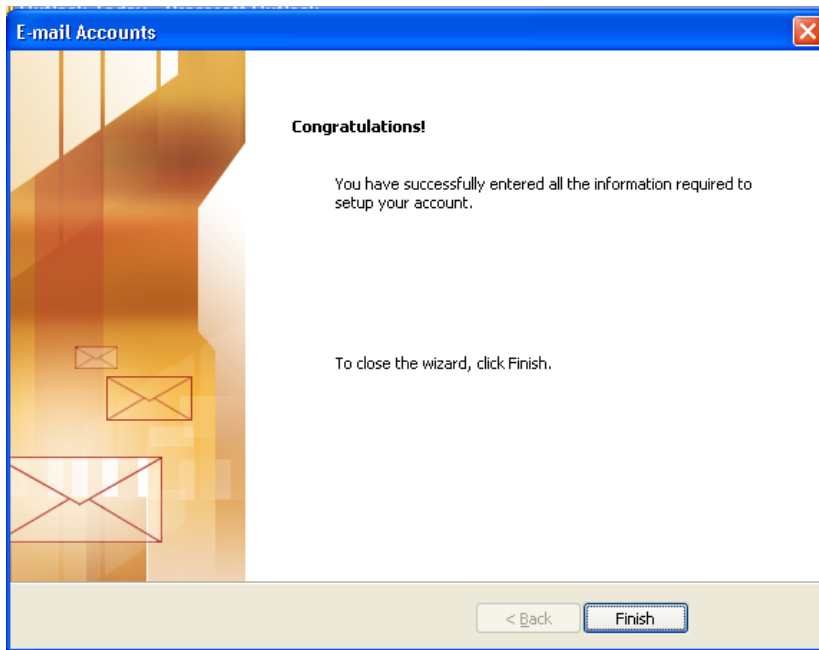 E-mail Accounts
Congratulations!
You have successfully entered all the information required to
setup your account.
To close the wizard, click Finish.
< Back
Finish